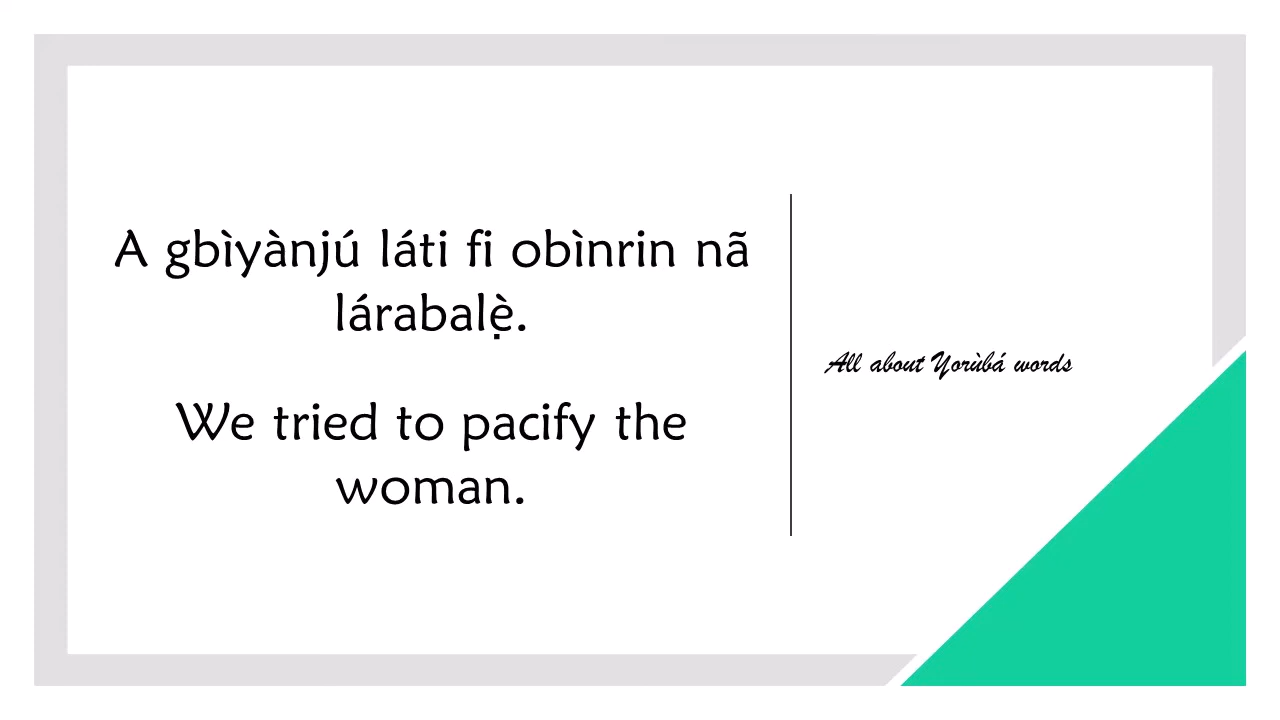 A gbìyànjú láti fi obìnrin nã
lárabalẹ̀.
We tried to pacify the
woman.
All about Yorùbá words